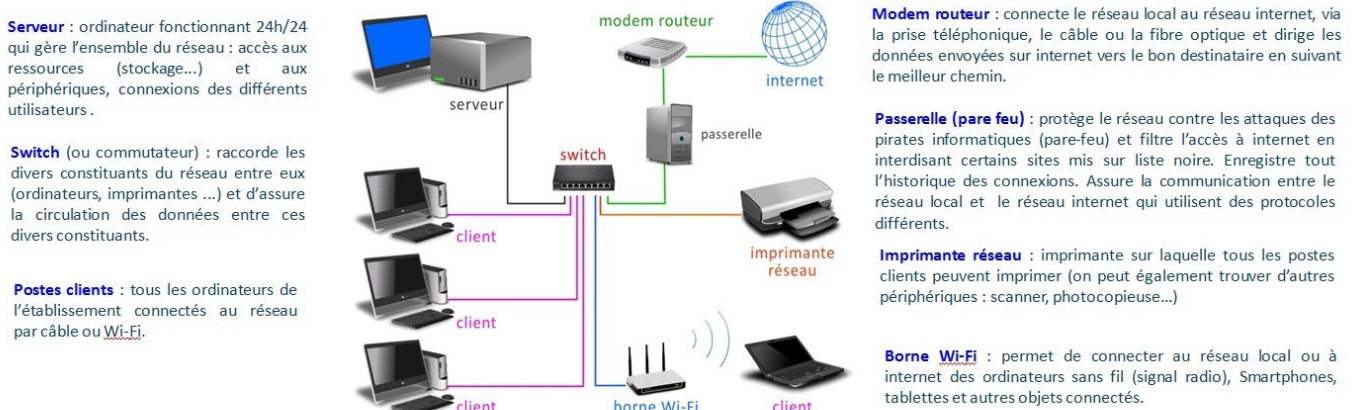 Serveur : ordinateur fonctionnant 24h/24
qui gère l'ensemble du réseau : accès aux
ressources (stockage...) et aux
périphériques, connexions des différents
utilisateurs .
Switch (ou commutateur) : raccorde les
divers constituants du réseau entre eux
(ordinateurs, imprimantes ...) et d'assure
la circulation des données entre ces
divers constituants.
Postes clients : tous les ordinateurs de
l'établissement connectés au réseau
par câble ou Wi-Fi.
modem routeur
internet
serveur
passerelle
switch
client
imprimante
réseau
client
client
borne Wi-Fi
client
Modem routeur : connecte le réseau local au réseau internet, via
la prise téléphonique, le câble ou la fibre optique et dirige les
données envoyées sur internet vers le bon destinataire en suivant
le meilleur chemin.
Passerelle (pare feu) : protège le réseau contre les attaques des
pirates informatiques (pare-feu) et filtre l'accès à internet en
interdisant certains sites mis sur liste noire. Enregistre tout
l'historique des connexions. Assure la communication entre le
réseau local et le réseau internet qui utilisent des protocoles
différents.
Imprimante réseau : imprimante sur laquelle tous les postes
clients peuvent imprimer (on peut également trouver d'autres
périphériques : scanner, photocopieuse...)
Borne Wi-Fi : permet de connecter au réseau local ou à
internet des ordinateurs sans fil (signal radio), Smartphones,
tablettes et autres objets connectés.